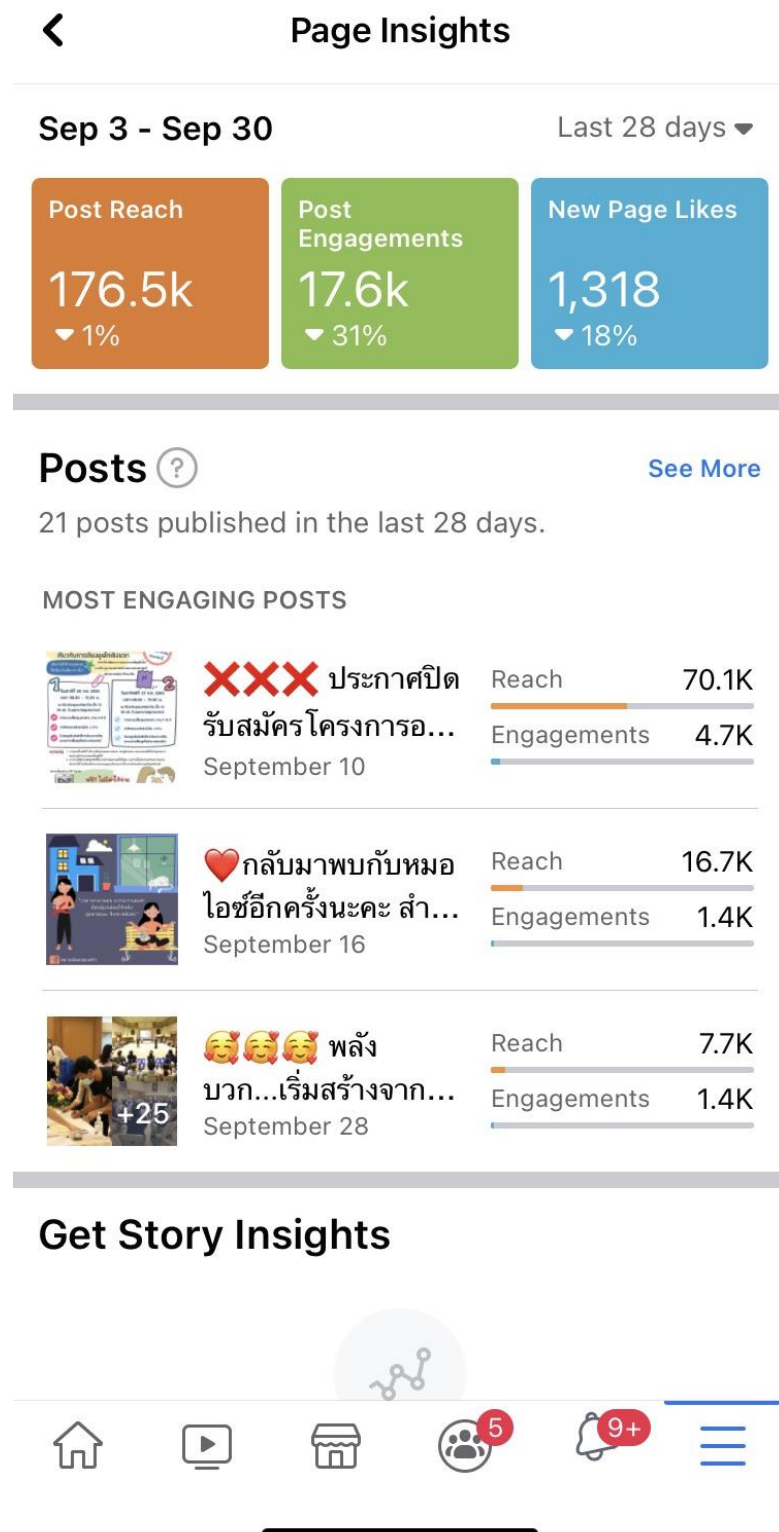 Page Insights
Sep 3 - Sep 30
Last 28 days
Post Reach
176.5k
1%
Post
Engagements
17.6k
31%
New Page Likes
1,318
18%
Posts ?
See More
21 posts published in the last 28 days.
MOST ENGAGING POSTS
❌❌❌ ประกาศปิด
รับสมัครโครงการอ...
September 10
Reach 70.1K
Engagements 4.7K
❤️กลับมาพบกับหมอ
ไอซ์อีกครั้งนะคะ สำ...
September 16
Reach 16.7K
Engagements 1.4K
+25
🥰🥰🥰 พลัง
บวก...เริ่มสร้างจาก...
September 28
Reach 7.7K
Engagements 1.4K
Get Story Insights
5
9+